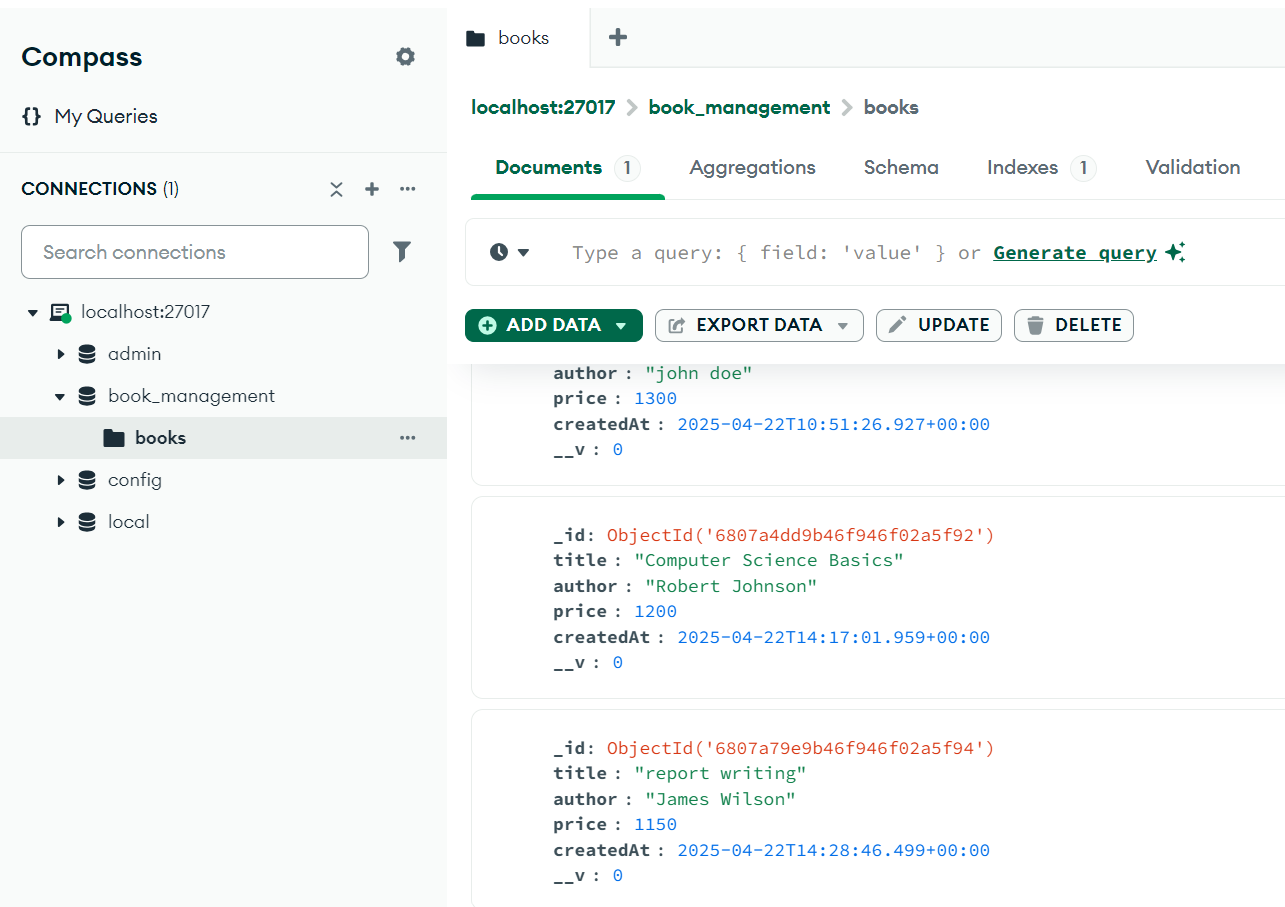 Compass
My Queries
CONNECTIONS (1)
Search connections
localhost:27017
admin
book_management
books
config
local
books
localhost:27017 > book_management > books
Documents 1 Aggregations Schema Indexes 1 Validation
Type a query: { field: 'value' } or Generate query
ADD DATA EXPORT DATA UPDATE DELETE
author : "john doe"
price : 1300
createdAt : 2025-04-22T10:51:26.927+00:00
__v : 0
_id: ObjectId('6807a4dd9b46f946f02a5f92')
title : "Computer Science Basics"
author : "Robert Johnson"
price : 1200
createdAt : 2025-04-22T14:17:01.959+00:00
__v : 0
_id: ObjectId('6807a79e9b46f946f02a5f94')
title : "report writing"
author : "James Wilson"
price : 1150
createdAt : 2025-04-22T14:28:46.499+00:00
__v : 0